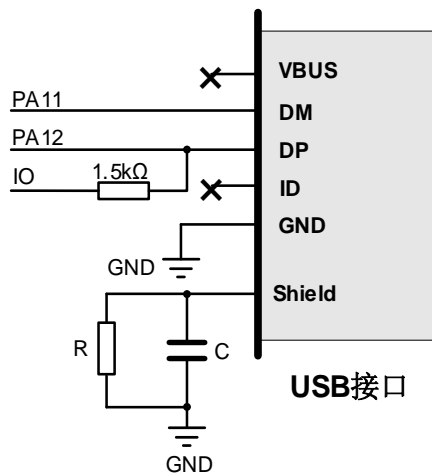 VBUS
PA11
DM
PA12
DP
IO
1.5kΩ
ID
GND
GND
Shield
R
C
USB接口
GND